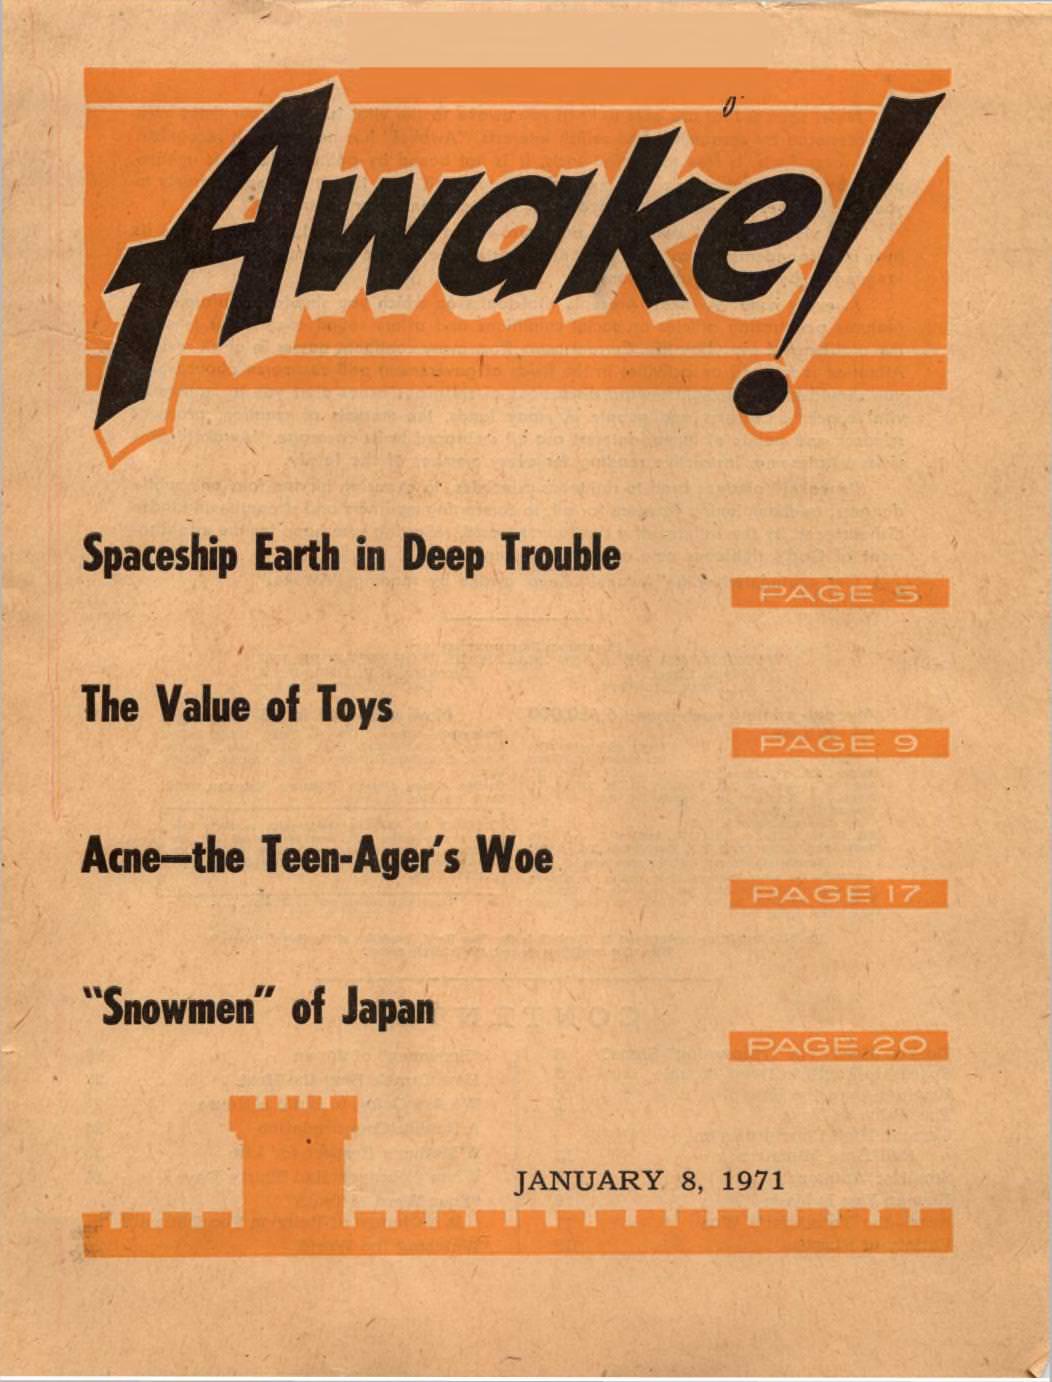 Awake!
Spaceship Earth in Deep Trouble
PAGE 5
The Value of Toys
PAGE 9
Acne—the Teen-Ager's Woe
PAGE 17
"Snowmen" of Japan
PAGE 20
JANUARY 8, 1971